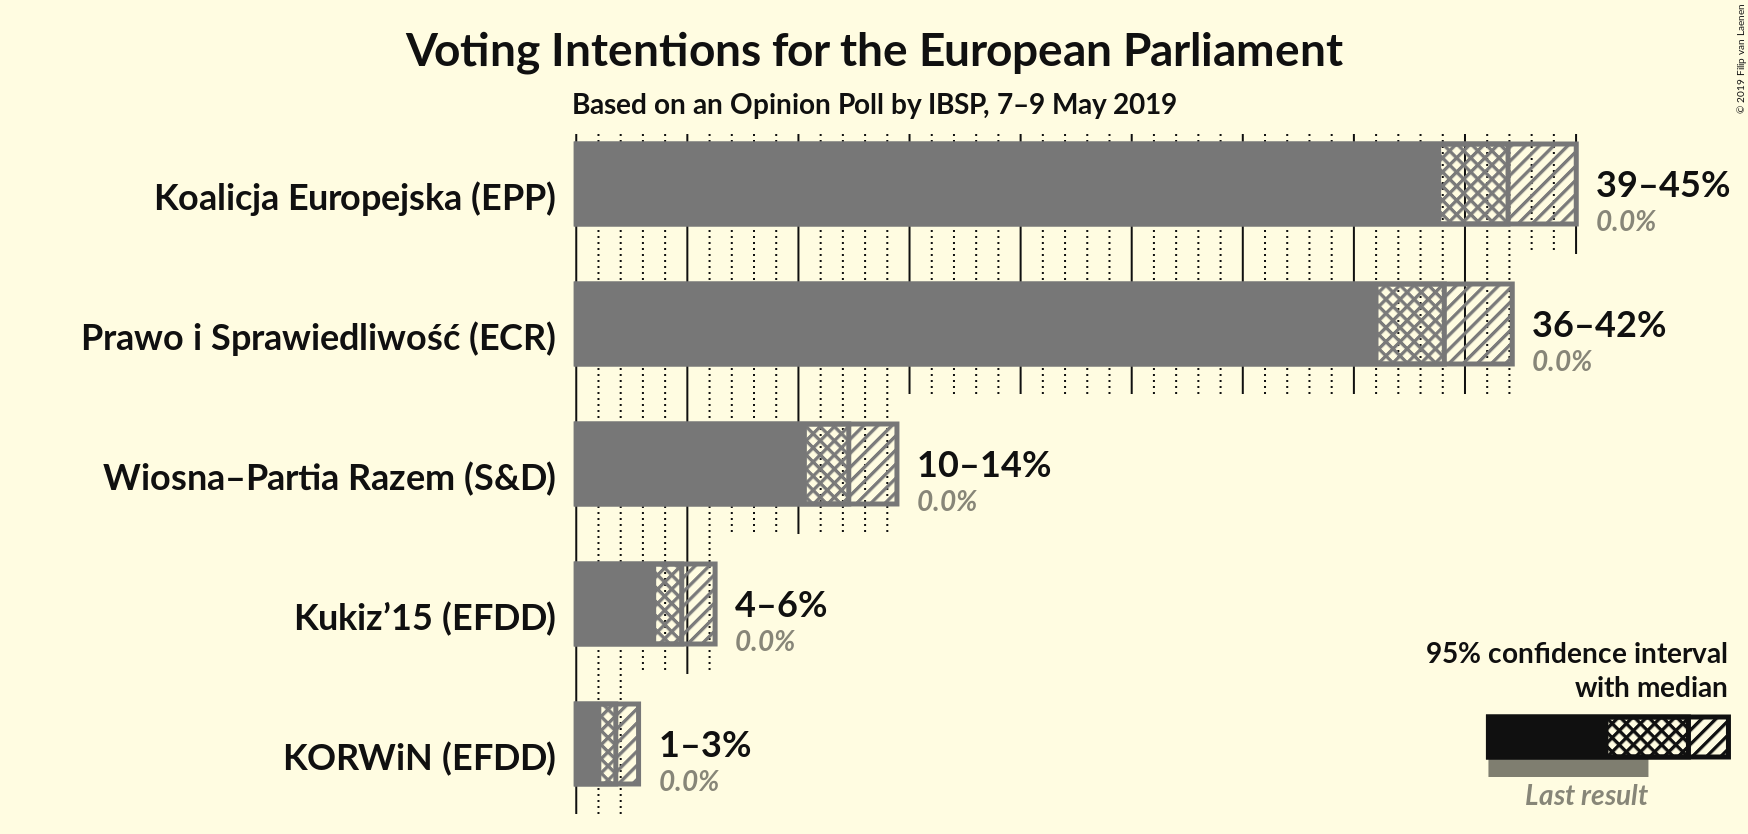 Voting Intentions for the European Parliament
Based on an Opinion Poll by IBSP, 7–9 May 2019
© 2019 Filip van Laenen
Koalicja Europejska (EPP)
39–45%
0.0%
Prawo i Sprawiedliwość (ECR)
36–42%
0.0%
Wiosna–Partia Razem (S&D)
10–14%
0.0%
Kukiz’15 (EFDD)
4–6%
0.0%
KORWiN (EFDD)
1–3%
0.0%
95% confidence interval
with median
Last result